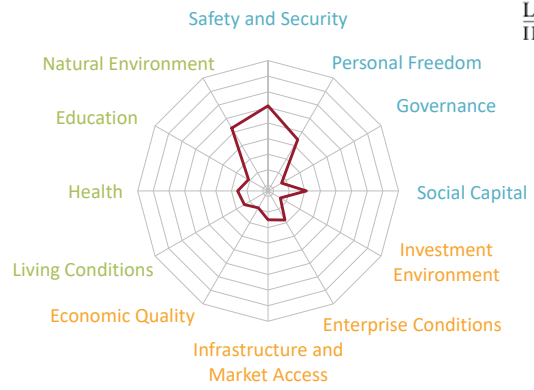 Safety and Security
Natural Environment
Personal Freedom
Education
Governance
Health
Social Capital
Investment
Environment
Living Conditions
Economic Quality
Enterprise Conditions
Infrastructure and
Market Access